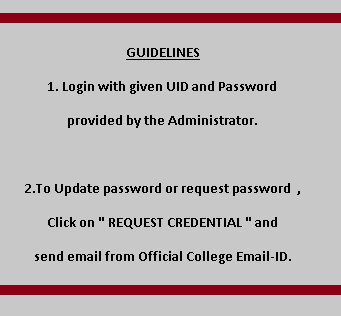 GUIDELINES
1. Login with given UID and Password
provided by the Administrator.
2.To Update password or request password ,
Click on " REQUEST CREDENTIAL " and
send email from Official College Email-ID.